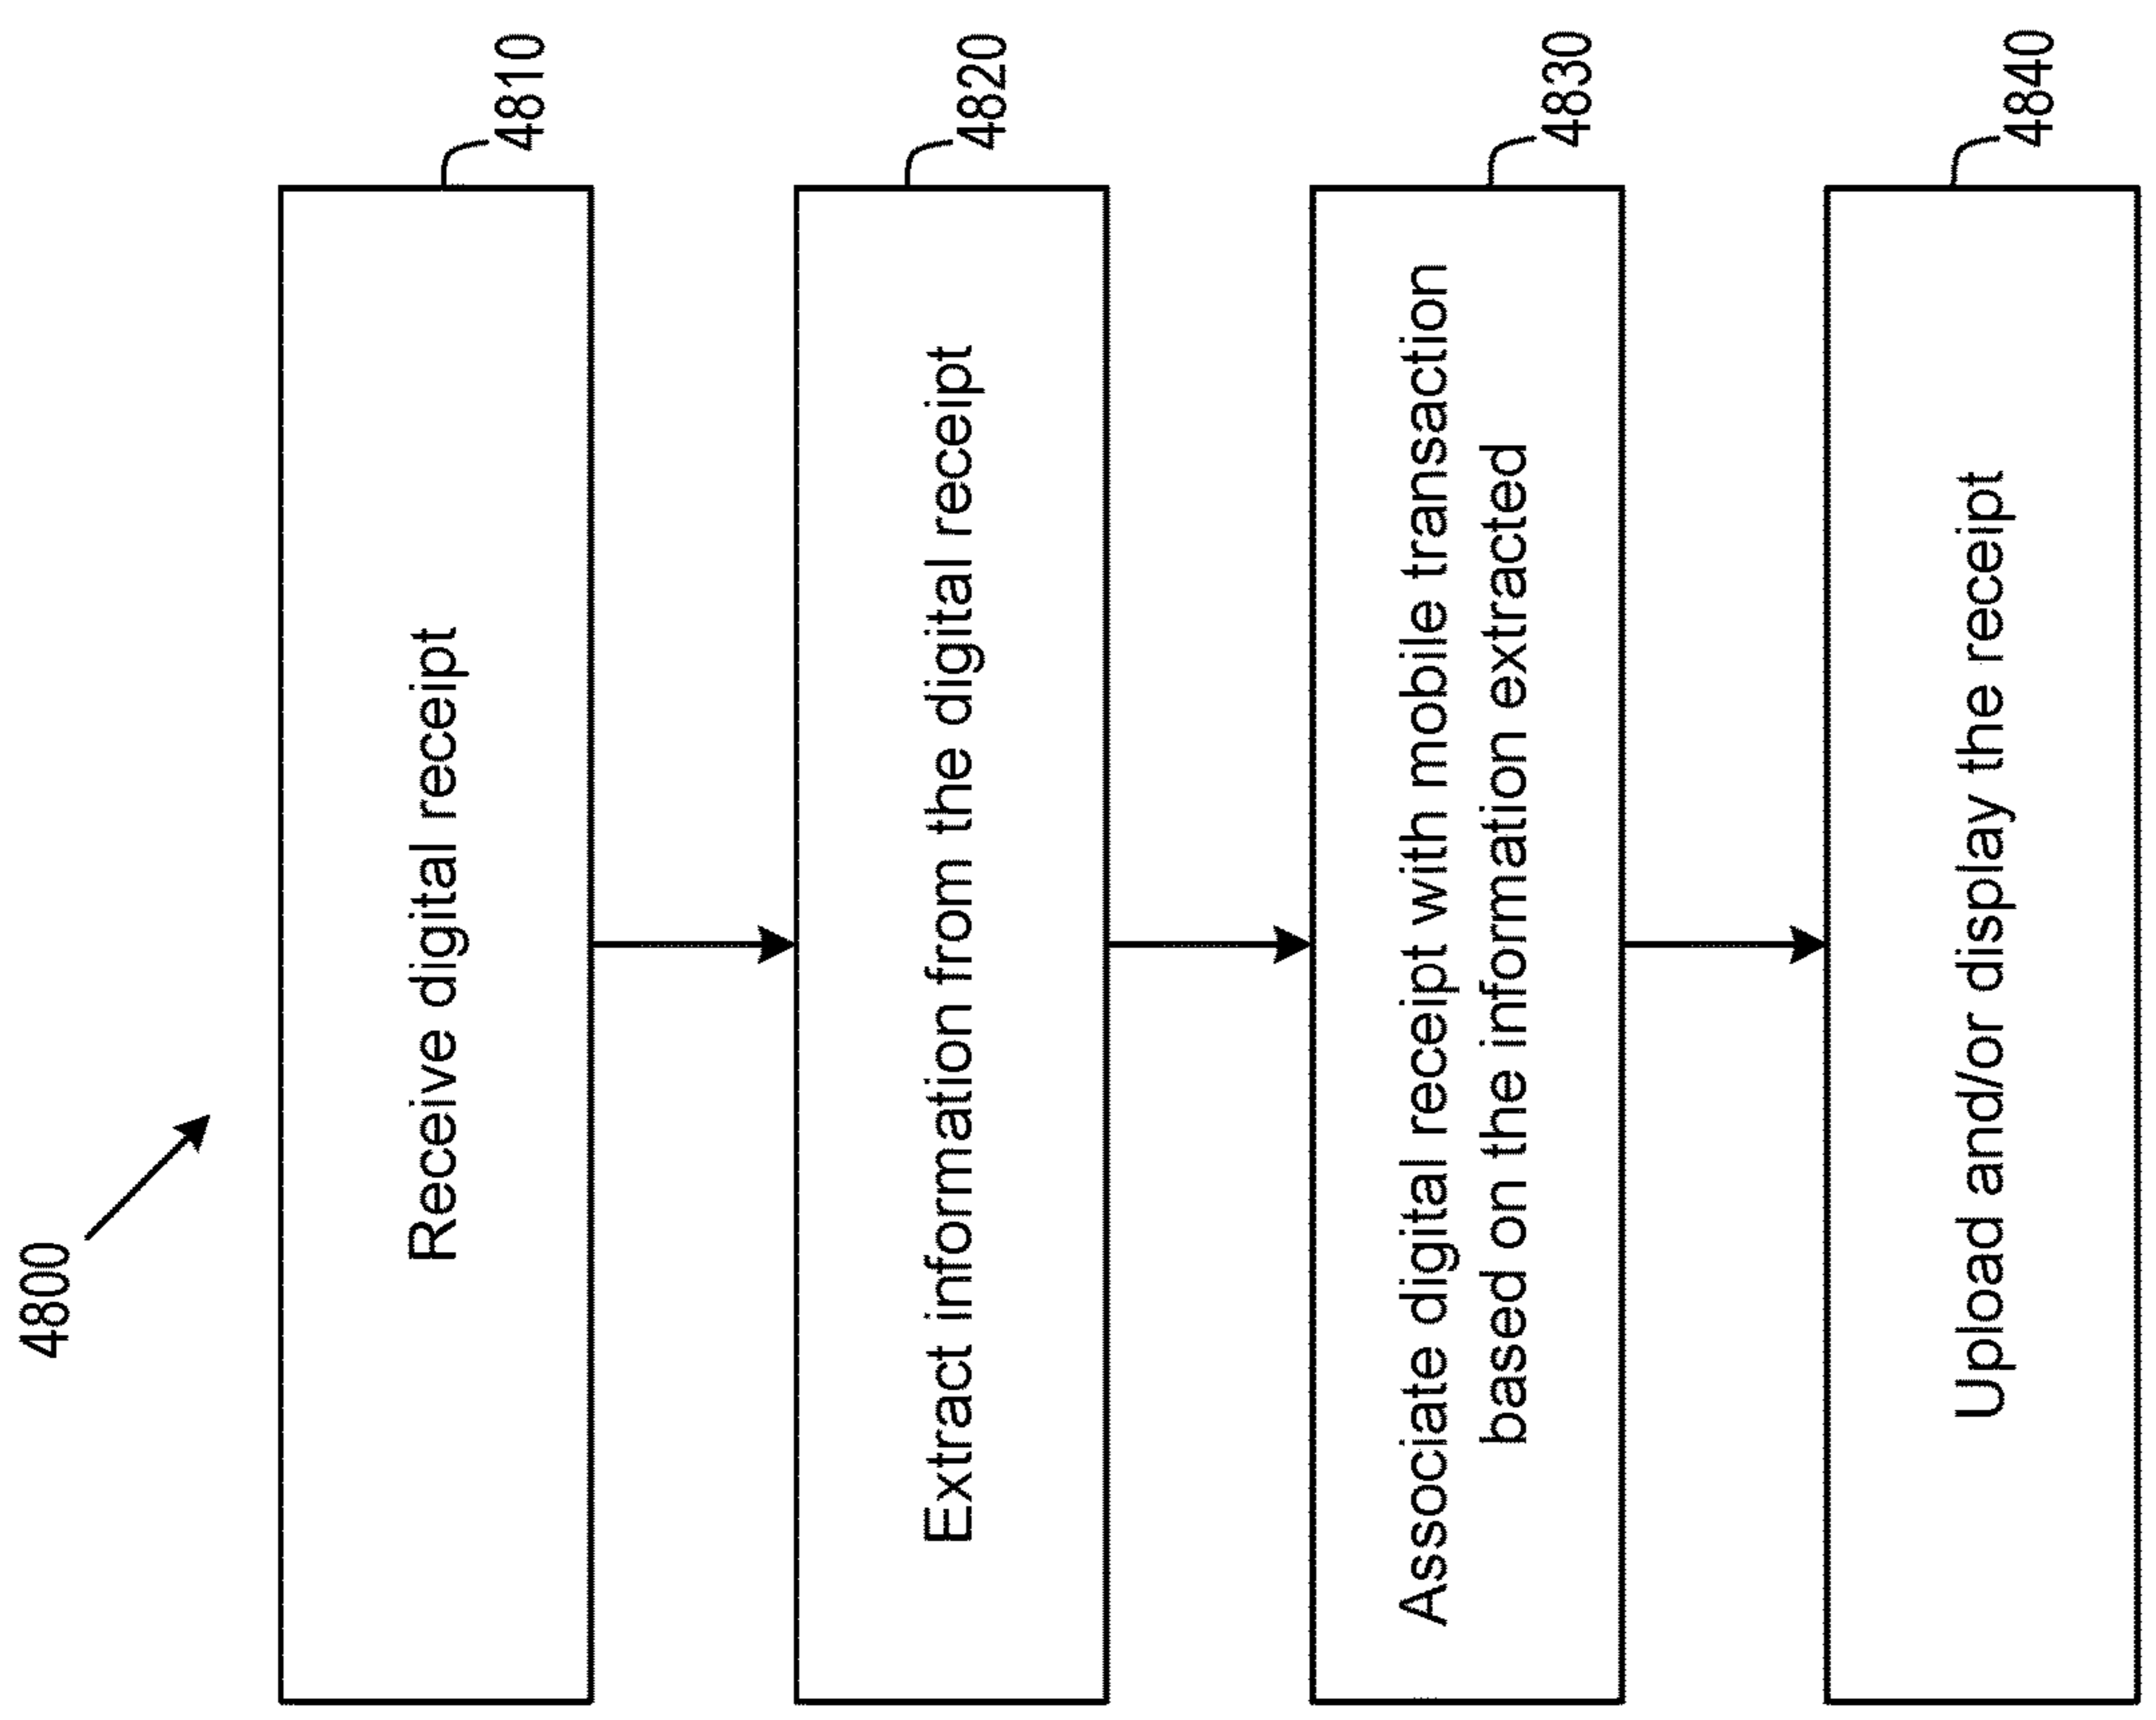 4800
Receive digital receipt
4810
Extract information from the digital receipt
4820
Associate digital receipt with mobile transaction
based on the information extracted
4830
Upload and/or display the receipt
4840